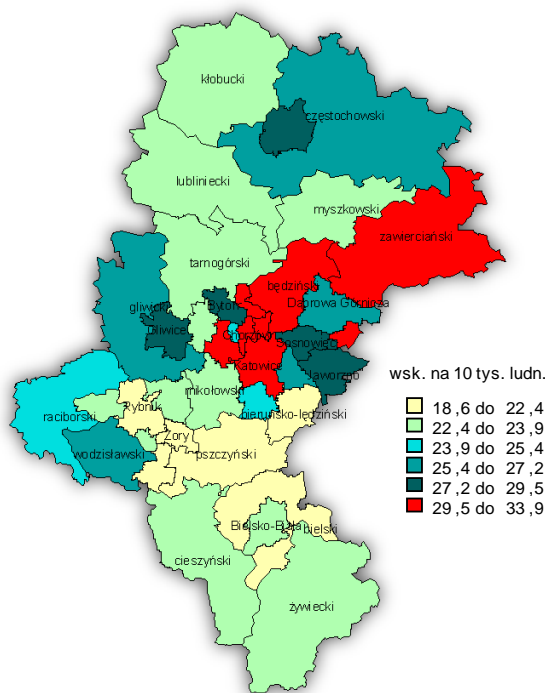 kłobucki
częstochowski
lubliniecki
myszkowski
zawierciański
tarnogórski
będziński
Dąbrowa Górnicza
gliwicki
Bytom
Gliwice
Chorzów
Sosnowiec
Katowice
Jaworzno
mikołowski
raciborski
Rybnik
bieruńsko-lędziński
Żory
wodzisławski
pszczyński
Bielsko-Biała
bielski
cieszyński
żywiecki
wsk. na 10 tys. ludn.
18,6 do 22,4
22,4 do 23,9
23,9 do 25,4
25,4 do 27,2
27,2 do 29,5
29,5 do 33,9